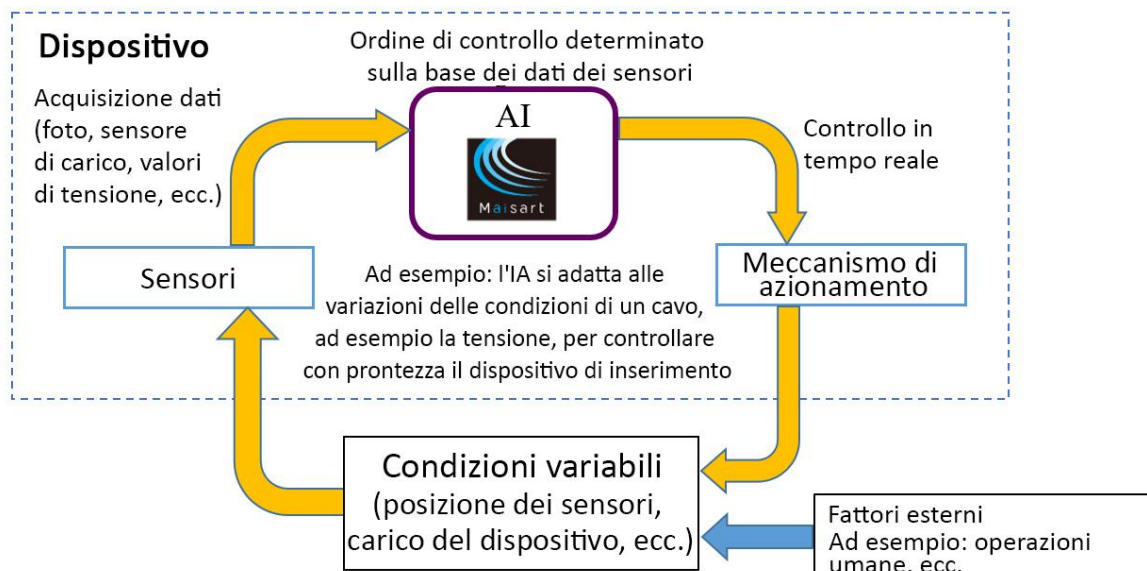 Dispositivo
Acquisizione dati
(foto, sensore
di carico, valori
di tensione, ecc.)
Ordine di controllo determinato
sulla base dei dati dei sensori
AI
Maisart
Controllo in
tempo reale
Sensori
Ad esempio: l'IA si adatta alle
variazioni delle condizioni di un cavo,
ad esempio la tensione, per controllare
con prontezza il dispositivo di inserimento
Meccanismo di
azionamento
Condizioni variabili
(posizione dei sensori,
carico del dispositivo, ecc.)
Fattori esterni
Ad esempio: operazioni
umane, ecc.